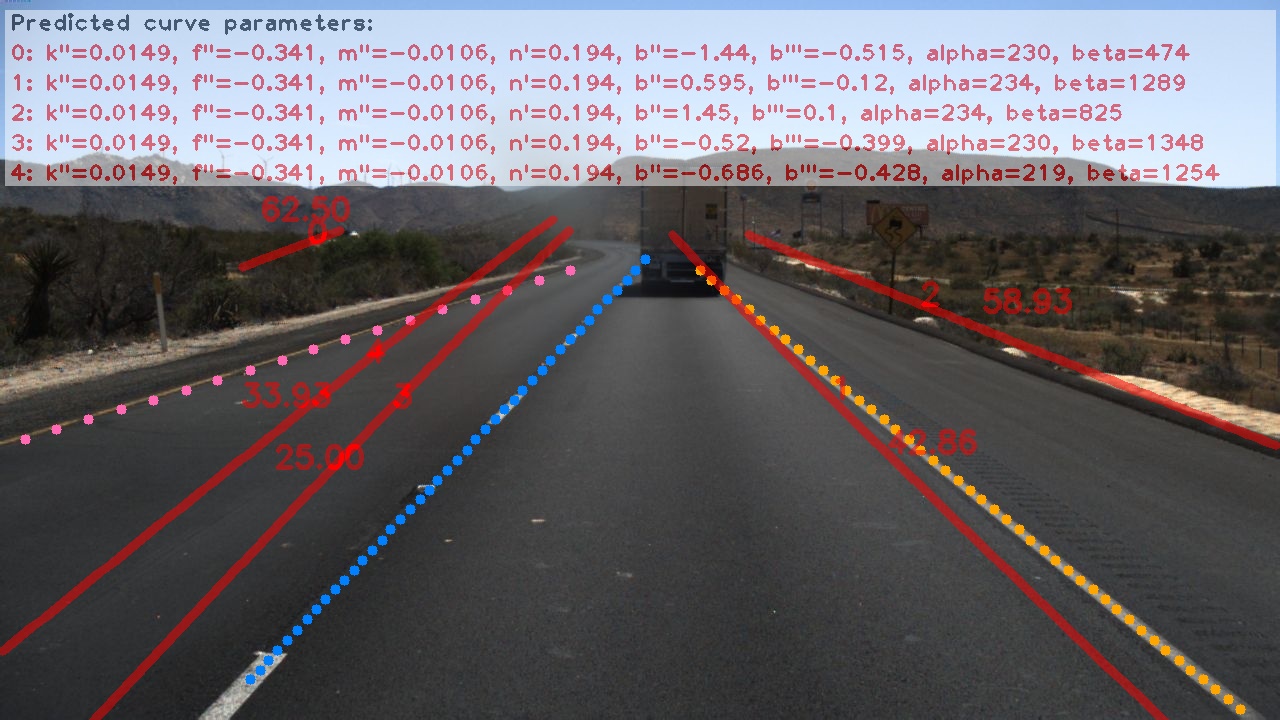 Predicted curve parameters:
0: k''=0.0149, f''=-0.341, m''=-0.0106, n'=0.194, b''=-1.44, b'''=-0.515, alpha=230, beta=474
1: k''=0.0149, f''=-0.341, m''=-0.0106, n'=0.194, b''=0.595, b'''=-0.12, alpha=234, beta=1289
2: k''=0.0149, f''=-0.341, m''=-0.0106, n'=0.194, b''=1.45, b'''=0.1, alpha=234, beta=825
3: k''=0.0149, f''=-0.341, m''=-0.0106, n'=0.194, b''=-0.52, b'''=-0.399, alpha=230, beta=1348
4: k''=0.0149, f''=-0.341, m''=-0.0106, n'=0.194, b''=-0.686, b'''=-0.428, alpha=219, beta=1254
62.50
0
2 58.93
4
33.93 3
1
25.00
42.86